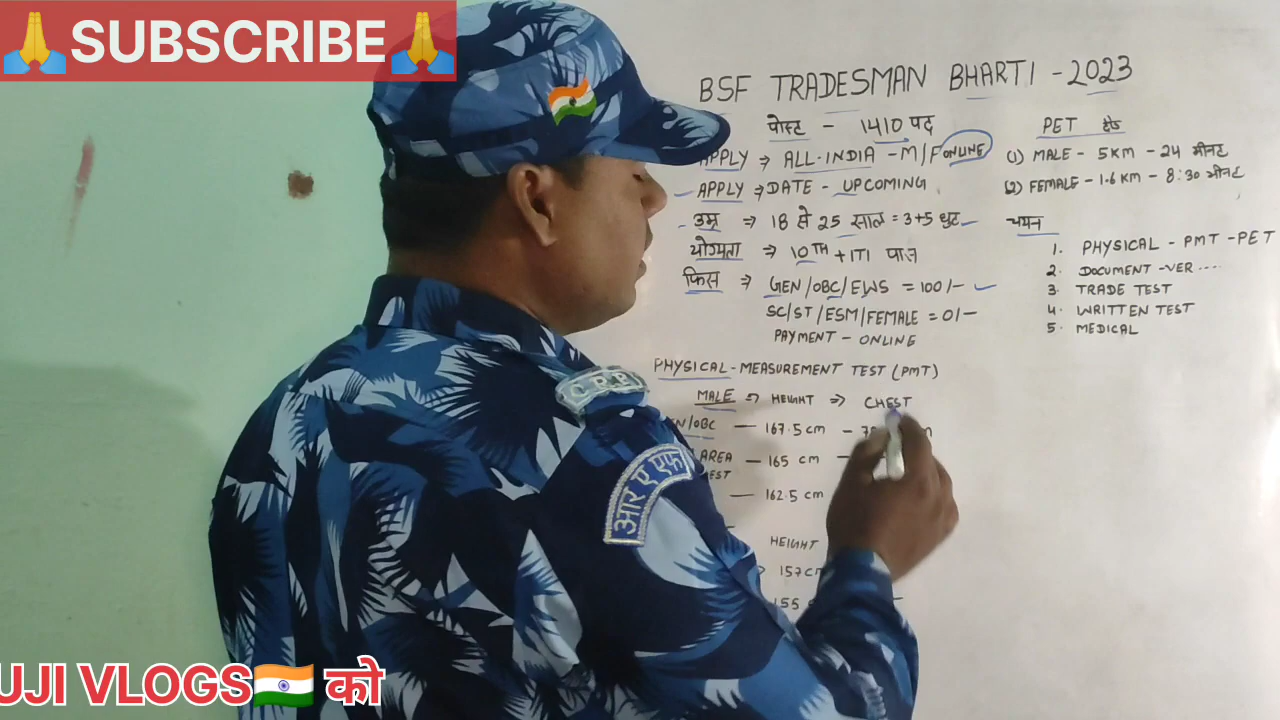 🙏SUBSCRIBE🙏
BSF TRADESMAN BHARTI - 2023
पोस्ट - 1410 पद
APPLY ⇒ ALL-INDIA - M/F ONLINE
APPLY ⇒ DATE - UPCOMING
उम्र ⇒ 18 से 25 साल = 3+5 छुट
योग्यता ⇒ 10TH + ITI पास
फिस ⇒ GEN/OBC/EWS = 100/-
SC/ST/ESM/FEMALE = 0/-
PAYMENT - ONLINE
PHYSICAL - MEASUREMENT TEST (PMT)
MALE ⇒ HEIGHT ⇒ CHEST
/OBC - 167.5 cm -
AREA - 165 cm -
- 162.5 cm
HEIGHT
157 cm
155
PET
(1) MALE - 5KM - 24 मीनट
(2) FEMALE - 1.6 KM - 8:30 मीनट
चयन
1. PHYSICAL - PMT - PET
2. DOCUMENT - VER ....
3. TRADE TEST
4. WRITTEN TEST
5. MEDICAL
CRPF
आर ए एफ
UJI VLOGS🇮🇳 को